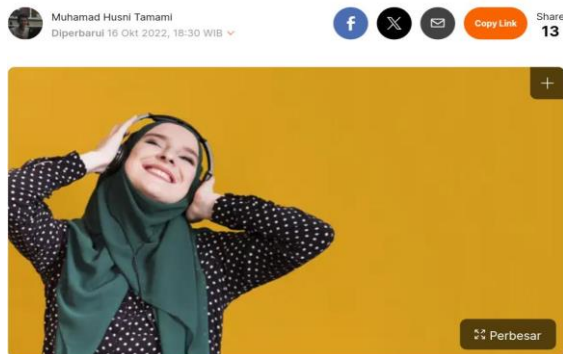 Muhamad Husni Tamami
Diperbarui 16 Okt 2022, 18:30 WIB
Copy Link
Share
13
Perbesar